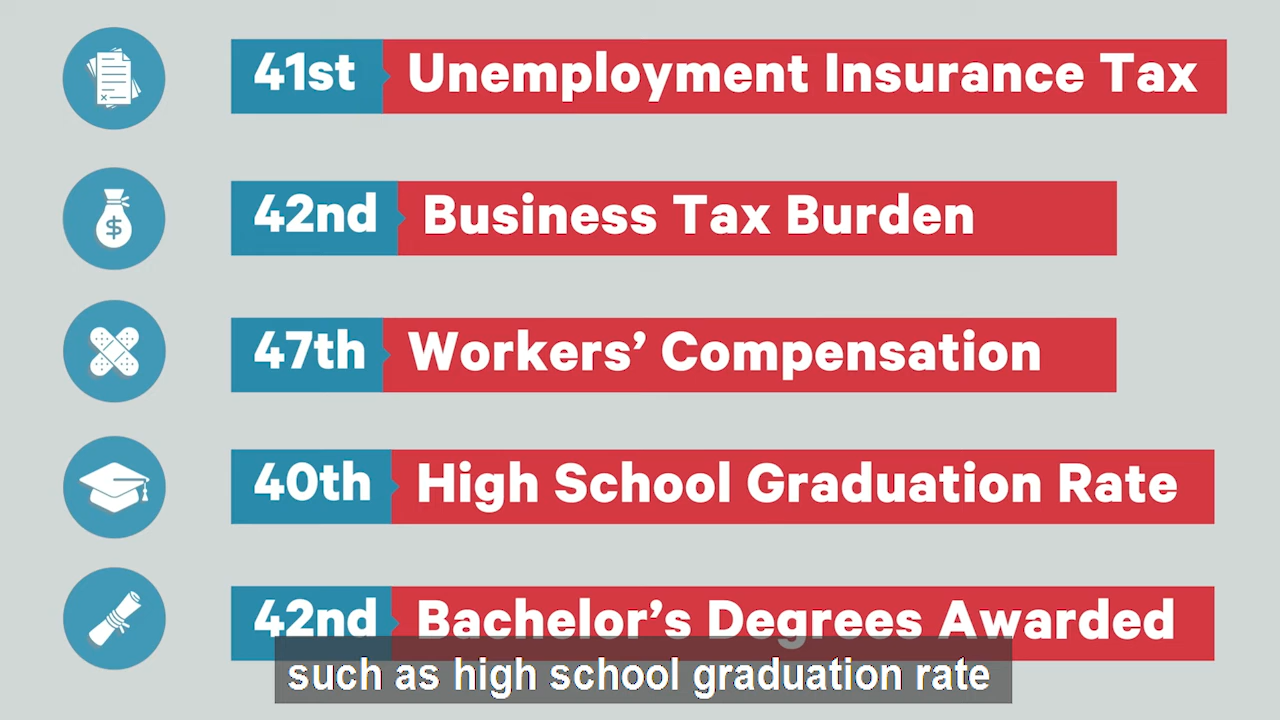 41st Unemployment Insurance Tax
$
42nd Business Tax Burden
47th Workers’ Compensation
40th High School Graduation Rate
42nd Bachelor’s Degrees Awarded
such as high school graduation rate